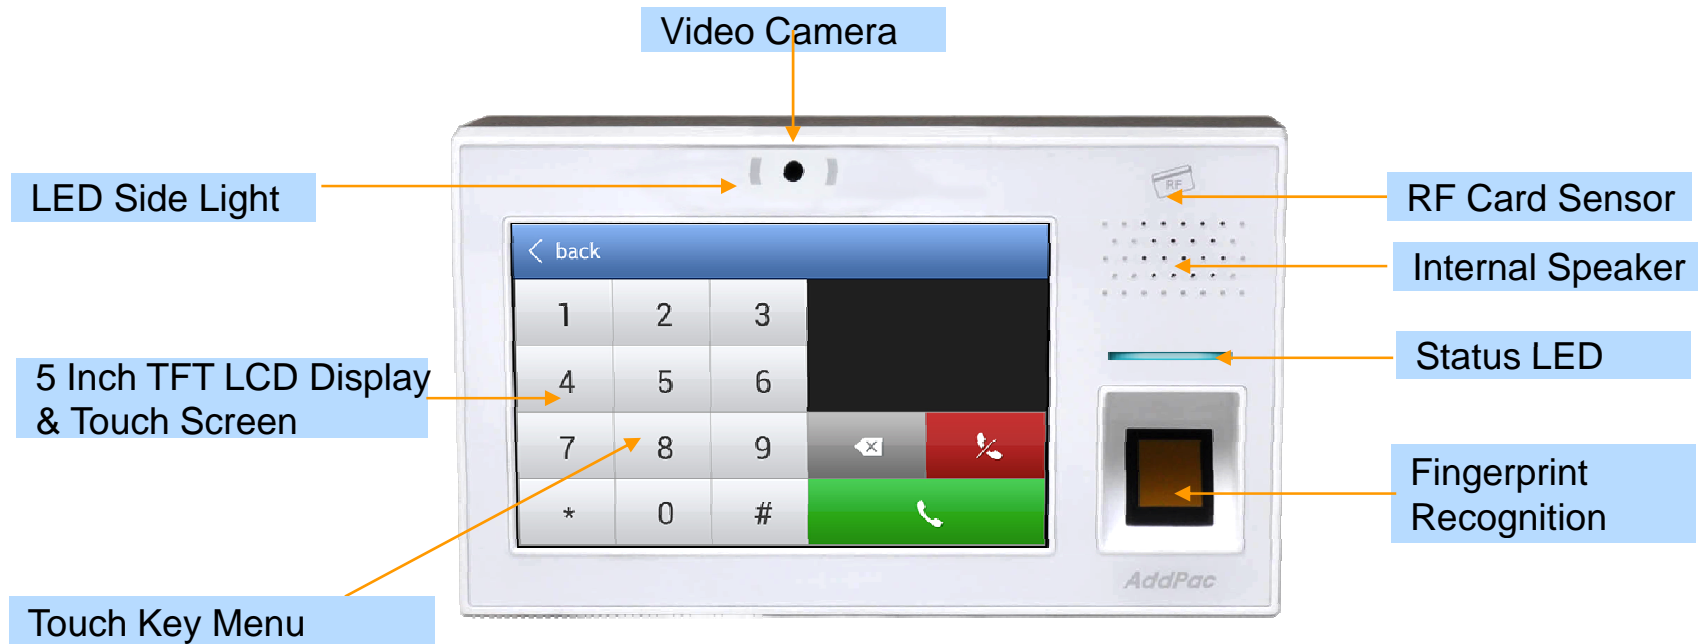 Video Camera
LED Side Light
RF
RF Card Sensor
Internal Speaker
back
1 2 3
4 5 6
7 8 9
* 0 #
5 Inch TFT LCD Display
& Touch Screen
Status LED
Fingerprint
Recognition
AddPac
Touch Key Menu